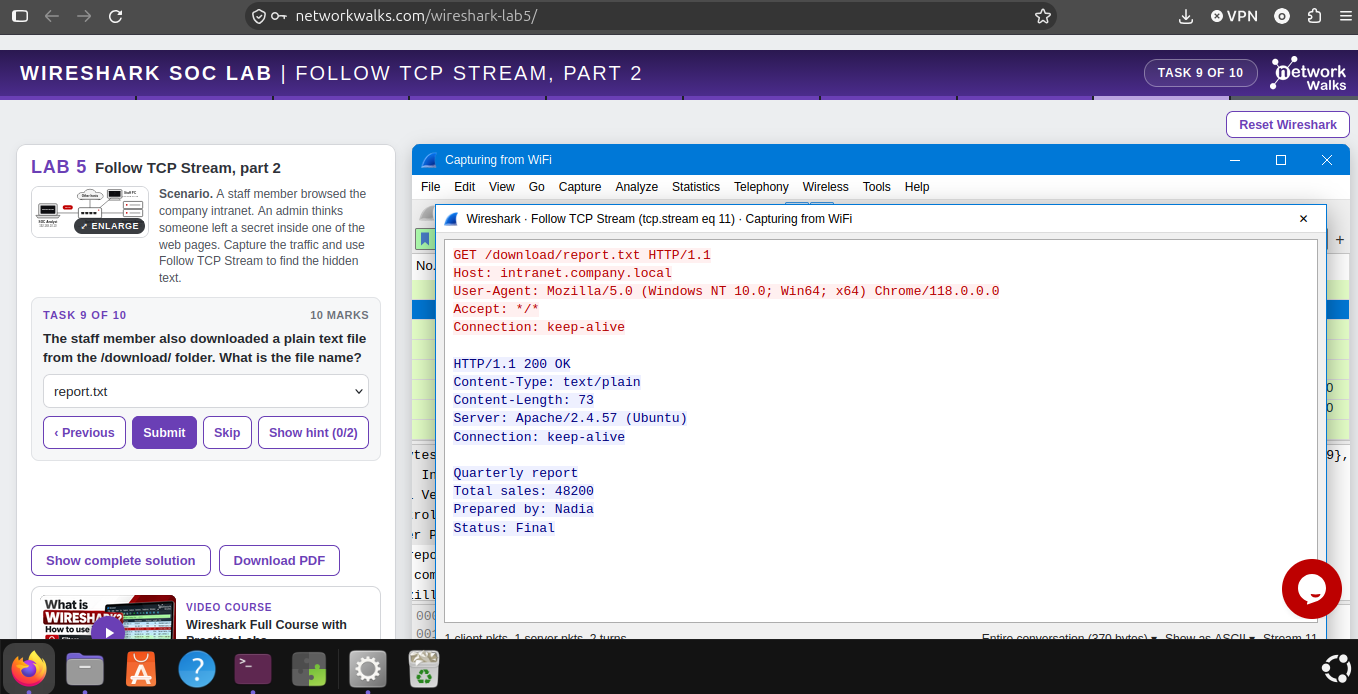 networkwalks.com/wireshark-lab5/
VPN
WIRESHARK SOC LAB | FOLLOW TCP STREAM, PART 2
TASK 9 OF 10
network
Walks
Reset Wireshark
LAB 5 Follow TCP Stream, part 2
Scenario. A staff member browsed the
company intranet. An admin thinks
someone left a secret inside one of the
web pages. Capture the traffic and use
Follow TCP Stream to find the hidden
text.
ENLARGE
TASK 9 OF 10
10 MARKS
The staff member also downloaded a plain text file
from the /download/ folder. What is the file name?
report.txt
‹ Previous
Submit
Skip
Show hint (0/2)
Show complete solution
Download PDF
What is
WIRESHARK?
How to use
VIDEO COURSE
Wireshark Full Course with
Practice Labs
Capturing from WiFi
File Edit View Go Capture Analyze Statistics Telephony Wireless Tools Help
No.
Wireshark · Follow TCP Stream (tcp.stream eq 11) · Capturing from WiFi
GET /download/report.txt HTTP/1.1
Host: intranet.company.local
User-Agent: Mozilla/5.0 (Windows NT 10.0; Win64; x64) Chrome/118.0.0.0
Accept: */*
Connection: keep-alive
HTTP/1.1 200 OK
Content-Type: text/plain
Content-Length: 73
Server: Apache/2.4.57 (Ubuntu)
Connection: keep-alive
Quarterly report
Total sales: 48200
Prepared by: Nadia
Status: Final
1 client pkts, 1 server pkts, 2 turns.
Entire conversation (370 bytes) ▾ Show as ASCII ▾ Stream 11